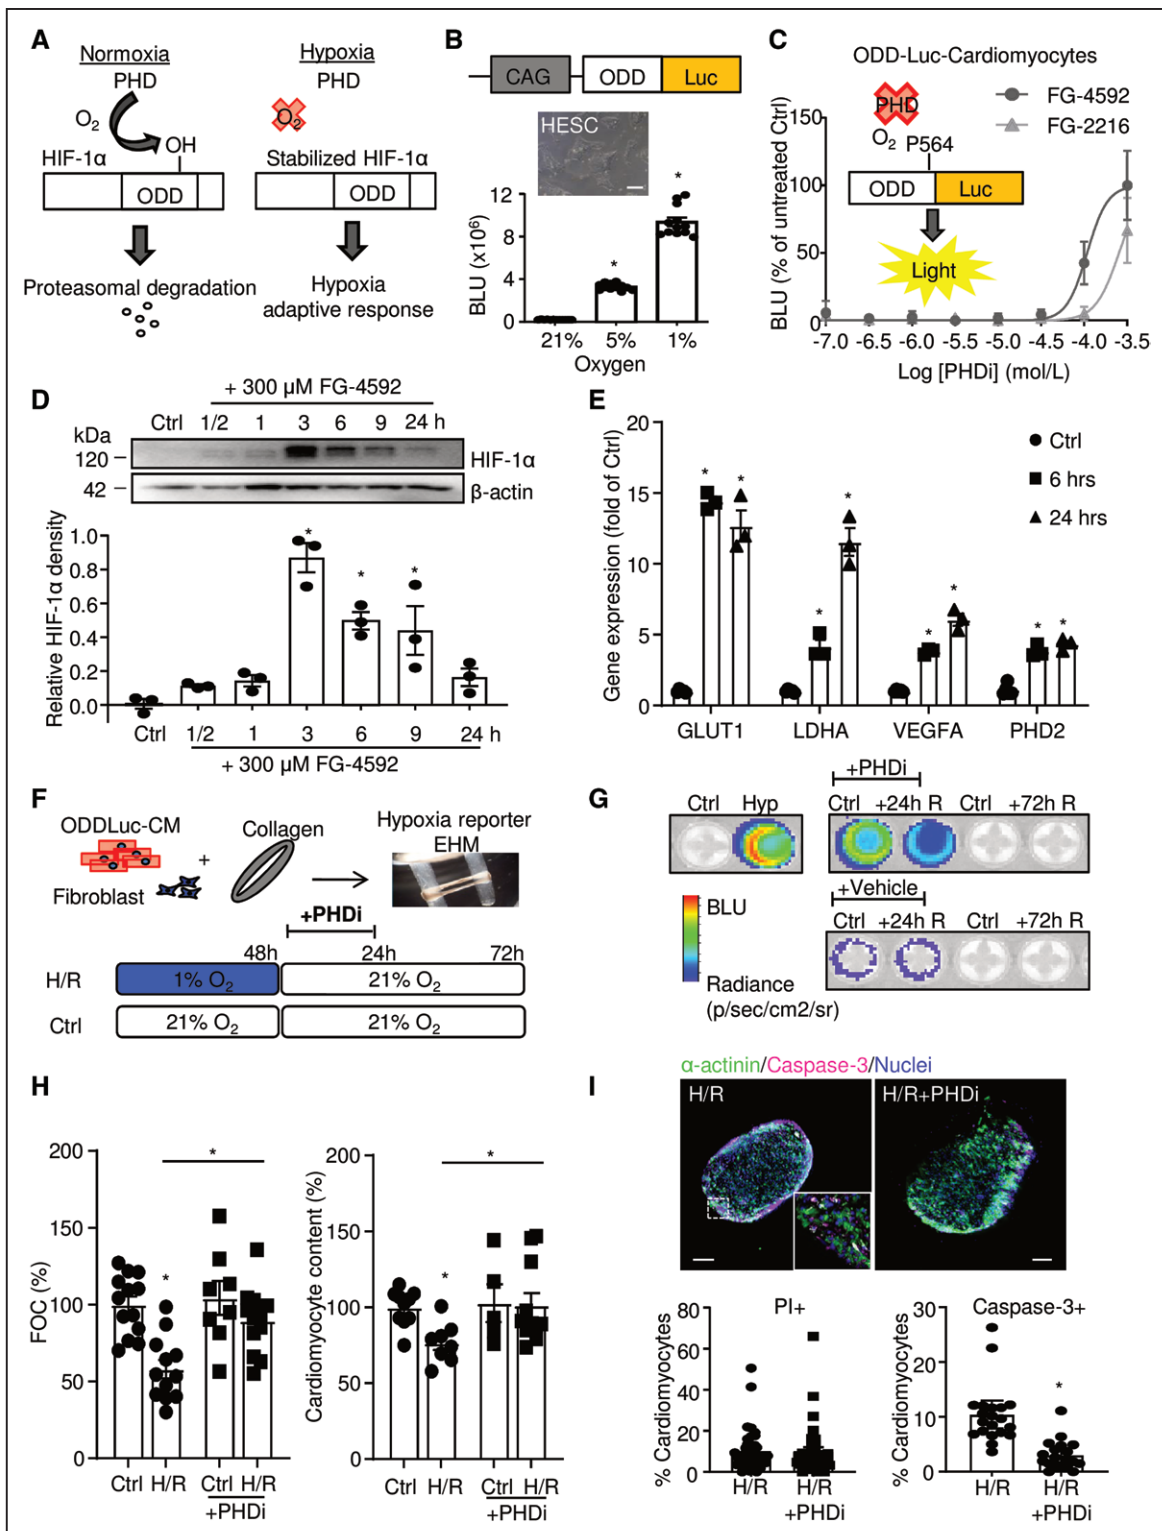 A
Normoxia
PHD
O2
OH
HIF-1α
ODD
Proteasomal degradation
Hypoxia
PHD
O2
Stabilized HIF-1α
ODD
Hypoxia
adaptive response
B
CAG
ODD
Luc
HESC
BLU (x10⁶)
12
8
4
0
*
*
21%
5%
1%
Oxygen
C
ODD-Luc-Cardiomyocytes
PHD
O2
P564
ODD
Luc
Light
FG-4592
FG-2216
BLU (% of untreated Ctrl)
150
100
50
0
-7.0 -6.5 -6.0 -5.5 -5.0 -4.5 -4.0 -3.5
Log [PHDi] (mol/L)
D
+ 300 µM FG-4592
Ctrl 1/2 1 3 6 9 24 h
kDa
120
HIF-1α
42
β-actin
Relative HIF-1α density
1.0
0.8
0.6
0.4
0.2
0.0
* * *
Ctrl 1/2 1 3 6 9 24 h
+ 300 µM FG-4592
E
Gene expression (fold of Ctrl)
20
15
10
5
0
Ctrl
6 hrs
24 hrs
* * * * * * * *
GLUT1 LDHA VEGFA PHD2
F
ODDLuc-CM
+
Fibroblast
Collagen
Hypoxia reporter
EHM
+PHDi
48h 24h 72h
H/R 1% O2 21% O2
Ctrl 21% O2 21% O2
G
Ctrl Hyp
+PHDi
Ctrl +24h R Ctrl +72h R
+Vehicle
Ctrl +24h R Ctrl +72h R
BLU
Radiance
(p/sec/cm2/sr)
H
FOC (%)
200
150
100
50
0
* *
Ctrl H/R Ctrl H/R
+PHDi
Cardiomyocyte content (%)
200
150
100
50
0
* *
Ctrl H/R Ctrl H/R
+PHDi
I
α-actinin/Caspase-3/Nuclei
H/R
H/R+PHDi
PI+
% Cardiomyocytes
80
60
40
20
0
H/R H/R
+PHDi
Caspase-3+
% Cardiomyocytes
30
20
10
0
*
H/R H/R
+PHDi